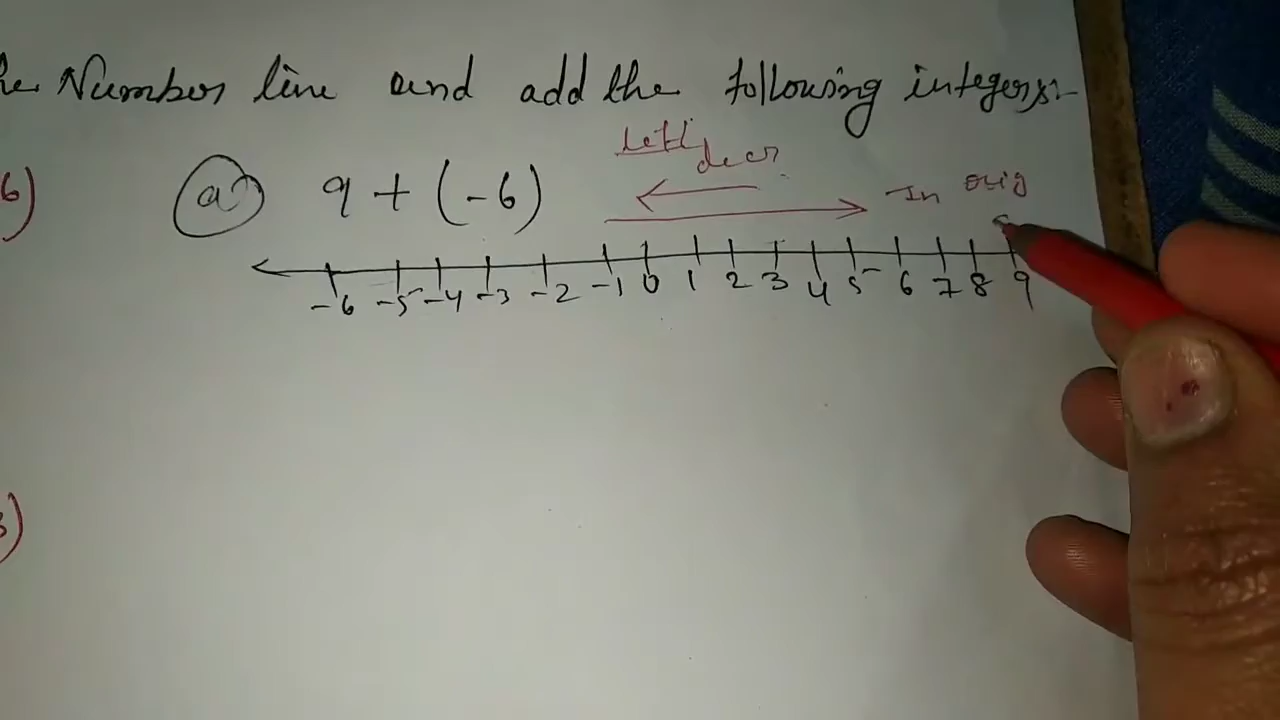 Number line and add the following integers:-
6)
(a) 9 + (-6)
left decr
In
-6 -5 -4 -3 -2 -1 0 1 2 3 4 5 6 7 8 9